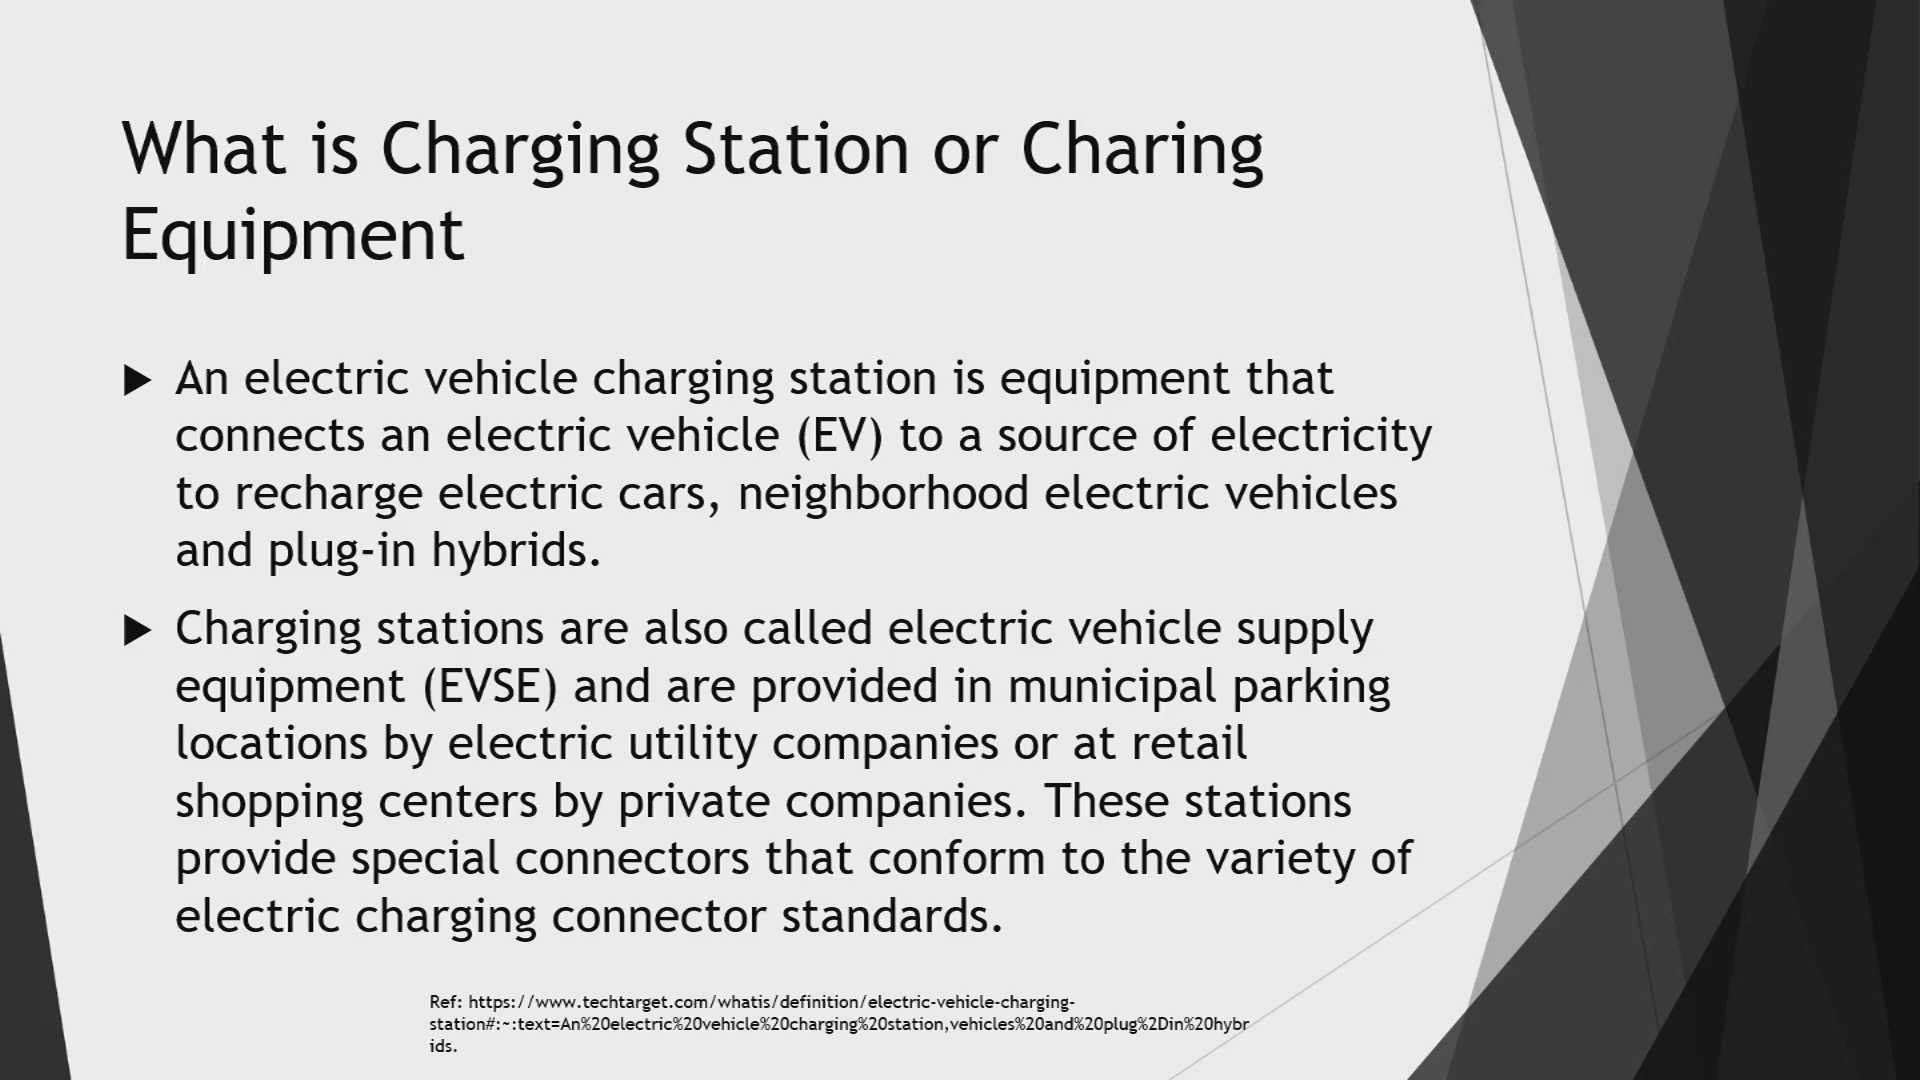 What is Charging Station or Charing
Equipment
An electric vehicle charging station is equipment that
connects an electric vehicle (EV) to a source of electricity
to recharge electric cars, neighborhood electric vehicles
and plug-in hybrids.
Charging stations are also called electric vehicle supply
equipment (EVSE) and are provided in municipal parking
locations by electric utility companies or at retail
shopping centers by private companies. These stations
provide special connectors that conform to the variety of
electric charging connector standards.
Ref: https://www.techtarget.com/whatis/definition/electric-vehicle-charging-
station#:~:text=An%20electric%20vehicle%20charging%20station,vehicles%20and%20plug%2Din%20hybr
ids.